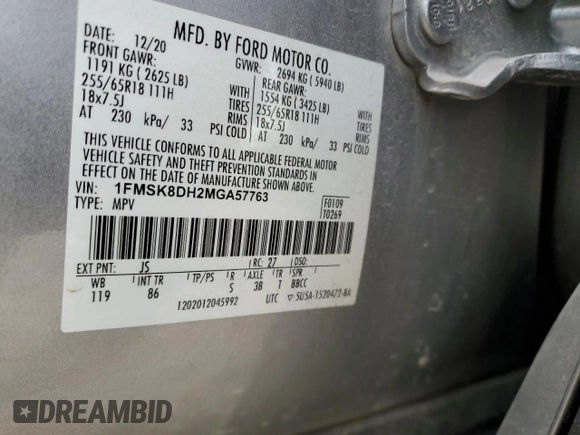 MFD. BY FORD MOTOR CO.
12/20
GVWR: 2694 KG ( 5940 LB)
FRONT GAWR:
1191 KG ( 2625 LB)
255/65R18 111H
18x7.5J
AT 230 kPa/ 33
TIRES
RIMS
PSI COLD
REAR GAWR:
1554 KG ( 3425 LB)
255/65R18 111H
18x7.5J
AT 230 kPa/ 33
TIRES
RIMS
PSI COLD
THIS VEHICLE CONFORMS TO ALL APPLICABLE FEDERAL MOTOR
VEHICLE SAFETY AND THEFT PREVENTION STANDARDS IN
EFFECT ON THE DATE OF MANUFACTURE SHOWN ABOVE.
VIN: 1FMSK8DH2MGA57763
TYPE: MPV
F0109
T0269
EXT PNT: JS RC: 27 DSO:
WB INT TR TP/PS R AXLE TR SPR
119 86 S 3B T BBCC
1202012045992 UTC ▽ 5U5A-1520472-BA
DREAMBID